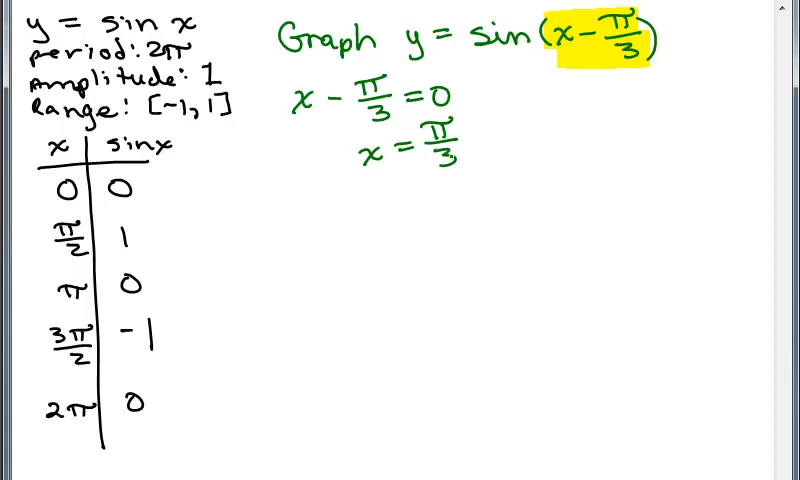 y = sin x
period: 2π
Amplitude: 1
Range: [-1, 1]
x sinx
0 0
π/2 1
π 0
3π/2 -1
2π 0
Graph y = sin(x - π/3)
x - π/3 = 0
x = π/3